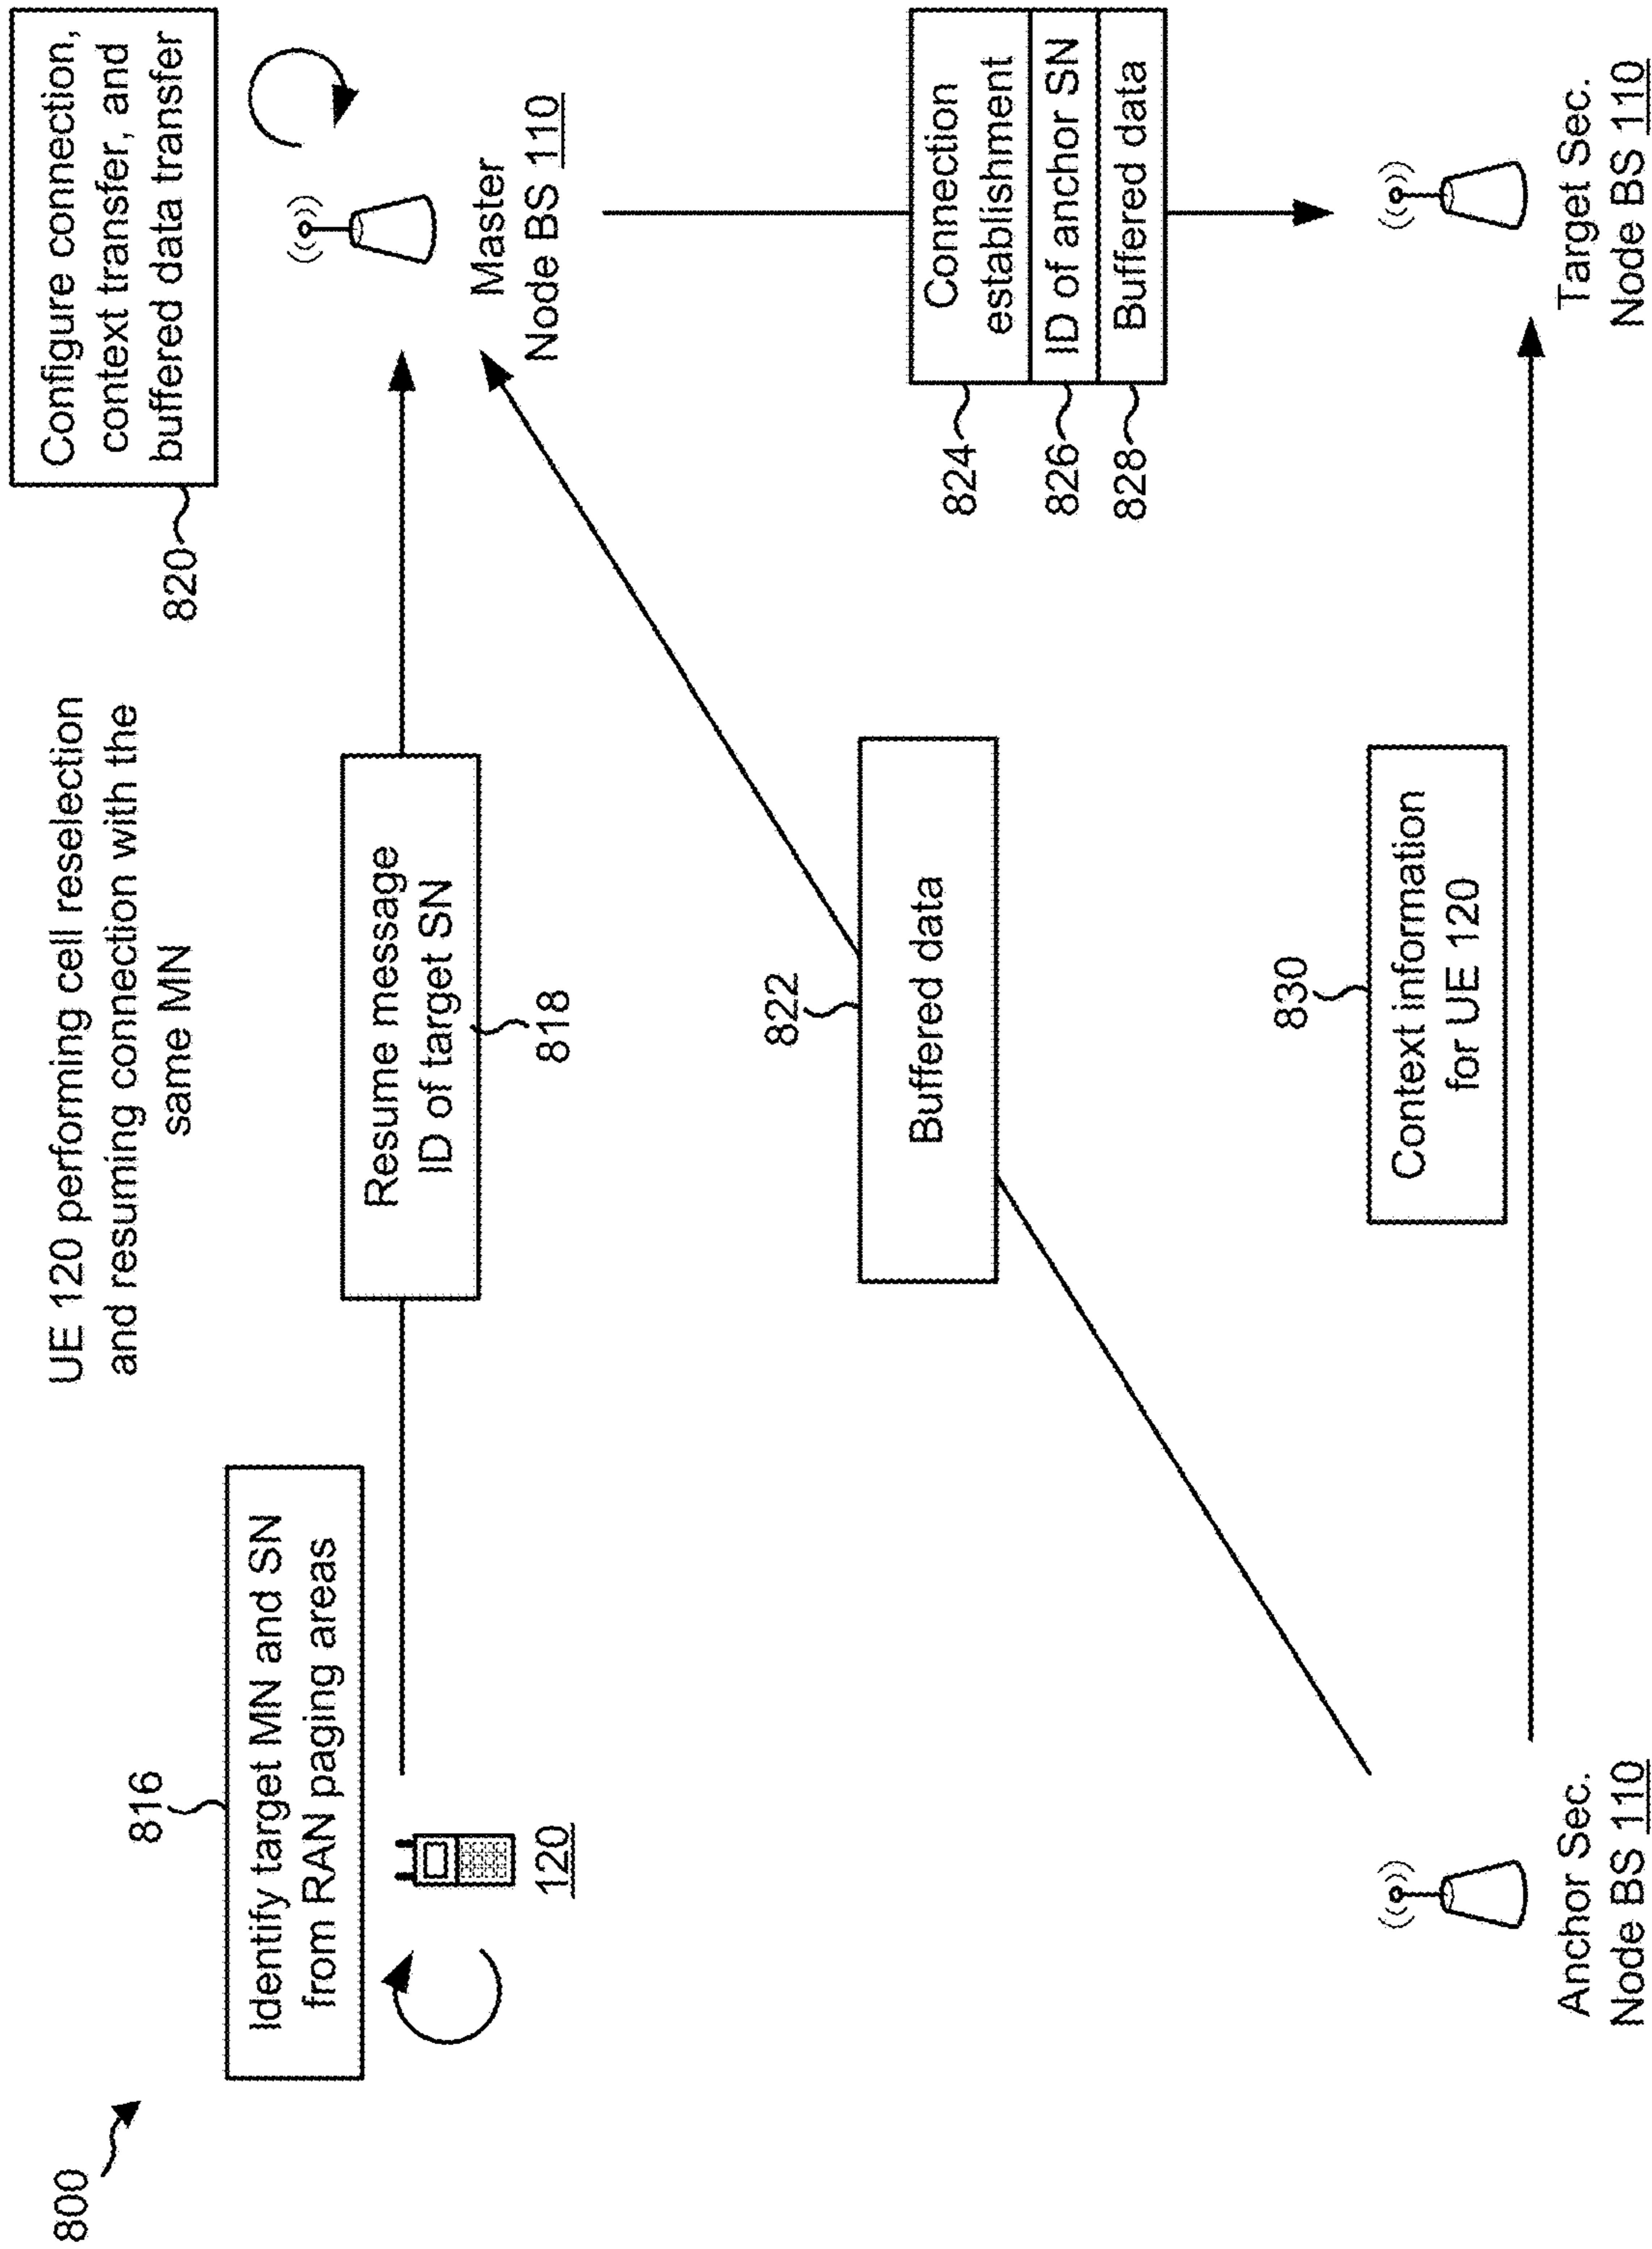 800
UE 120 performing cell reselection
and resuming connection with the
same MN
816
Identify target MN and SN
from RAN paging areas
120
Resume message
ID of target SN
818
820
Configure connection,
context transfer, and
buffered data transfer
Master
Node BS 110
822
Buffered data
824
Connection
establishment
826
ID of anchor SN
828
Buffered data
830
Context information
for UE 120
Anchor Sec.
Node BS 110
Target Sec.
Node BS 110